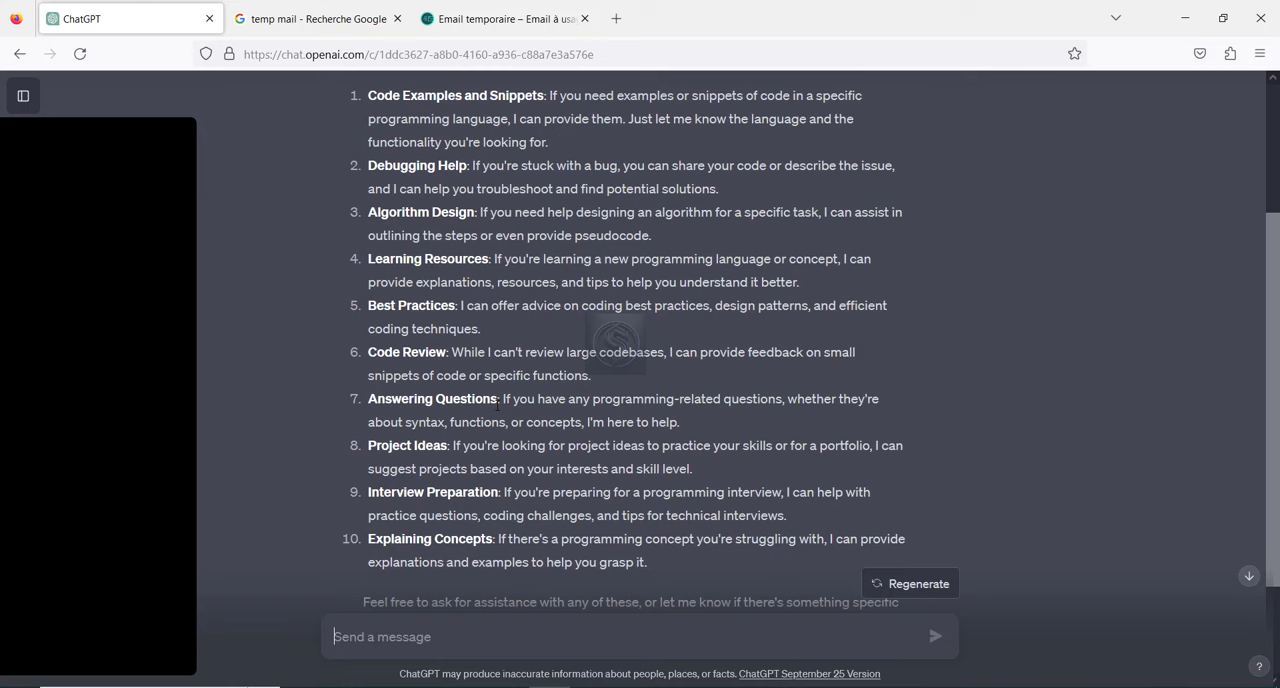 ChatGPT
temp mail - Recherche Google
Email temporaire – Email à usa
https://chat.openai.com/c/1ddc3627-a8b0-4160-a936-c88a7e3a576e
1. Code Examples and Snippets: If you need examples or snippets of code in a specific
programming language, I can provide them. Just let me know the language and the
functionality you're looking for.
2. Debugging Help: If you're stuck with a bug, you can share your code or describe the issue,
and I can help you troubleshoot and find potential solutions.
3. Algorithm Design: If you need help designing an algorithm for a specific task, I can assist in
outlining the steps or even provide pseudocode.
4. Learning Resources: If you're learning a new programming language or concept, I can
provide explanations, resources, and tips to help you understand it better.
5. Best Practices: I can offer advice on coding best practices, design patterns, and efficient
coding techniques.
6. Code Review: While I can't review large codebases, I can provide feedback on small
snippets of code or specific functions.
7. Answering Questions: If you have any programming-related questions, whether they're
about syntax, functions, or concepts, I'm here to help.
8. Project Ideas: If you're looking for project ideas to practice your skills or for a portfolio, I can
suggest projects based on your interests and skill level.
9. Interview Preparation: If you're preparing for a programming interview, I can help with
practice questions, coding challenges, and tips for technical interviews.
10. Explaining Concepts: If there's a programming concept you're struggling with, I can provide
explanations and examples to help you grasp it.
Regenerate
Feel free to ask for assistance with any of these, or let me know if there's something specific
Send a message
ChatGPT may produce inaccurate information about people, places, or facts. ChatGPT September 25 Version
?